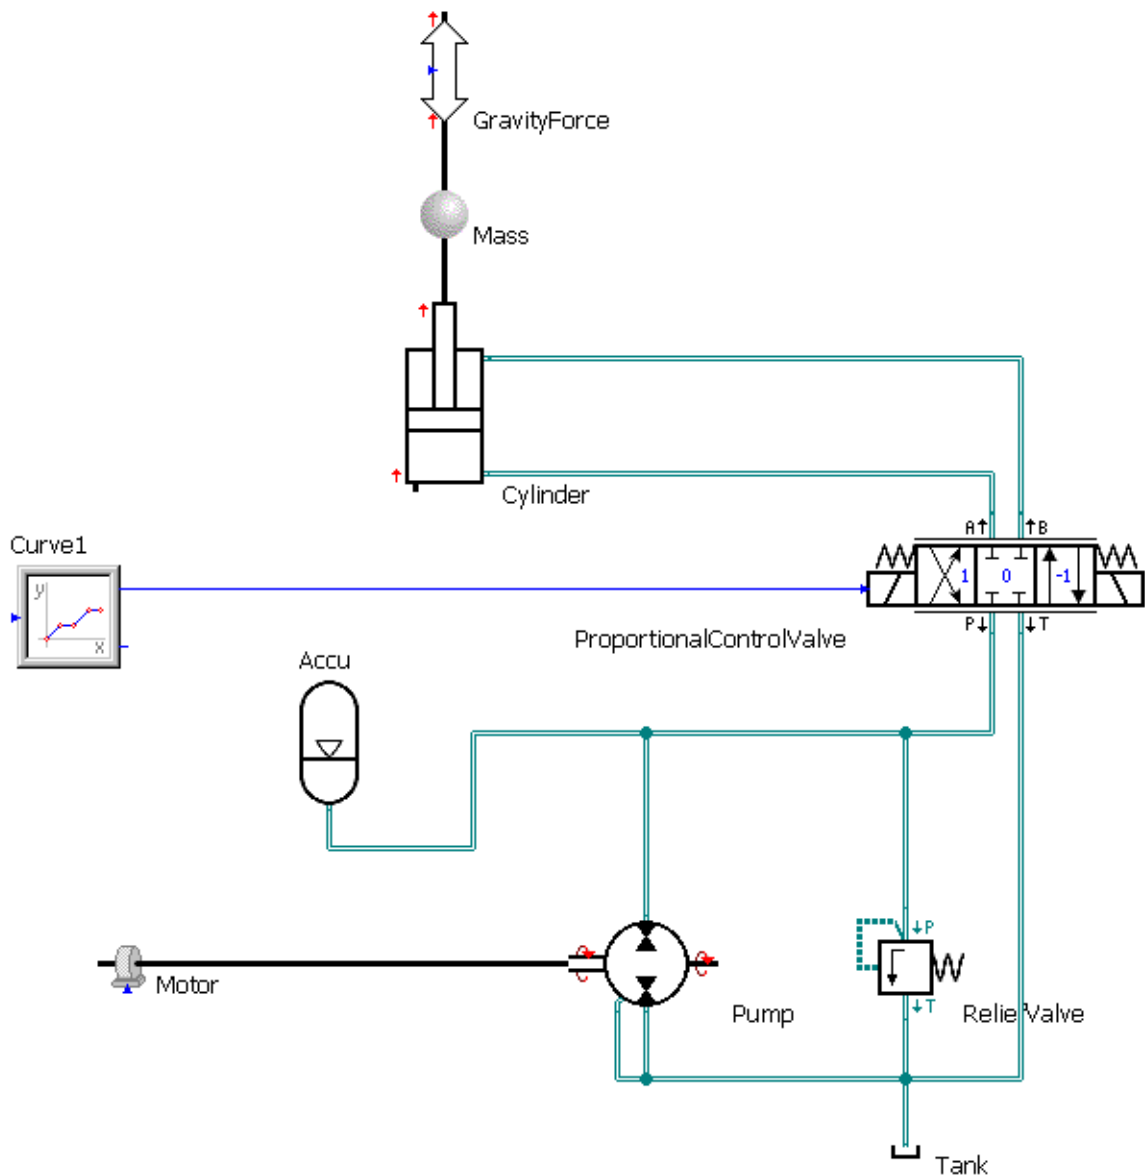 GravityForce
Mass
Cylinder
A B
Curve1
y
x
1 0 -1
P T
ProportionalControlValve
Accu
P
Motor
Pump
T
ReliefValve
Tank